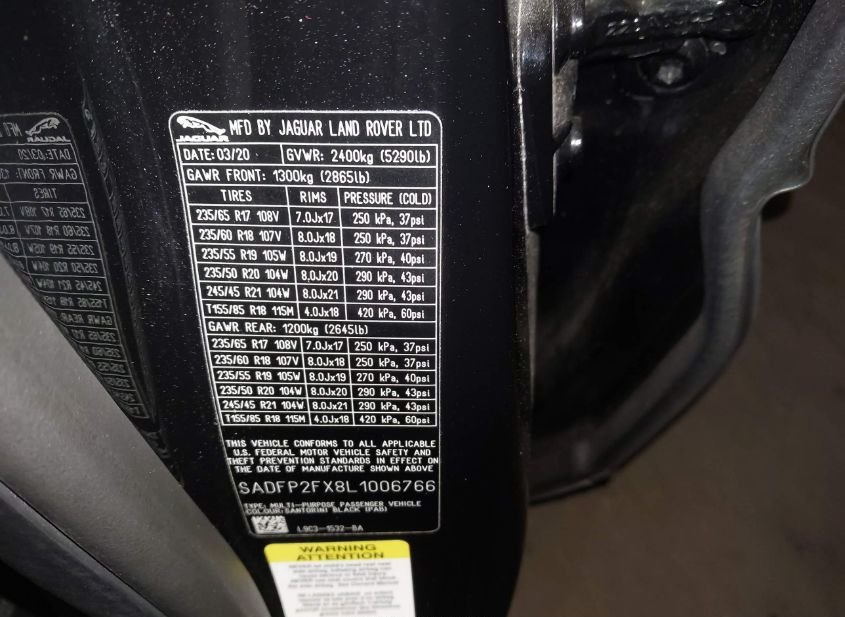 JAGUAR MFD BY JAGUAR LAND ROVER LTD
DATE:03/20 GVWR: 2400kg (5290lb)
GAWR FRONT: 1300kg (2865lb)
TIRES RIMS PRESSURE (COLD)
235/65 R17 108V 7.0Jx17 250 kPa, 37psi
235/60 R18 107V 8.0Jx18 250 kPa, 37psi
235/55 R19 105W 8.0Jx19 270 kPa, 40psi
235/50 R20 104W 8.0Jx20 290 kPa, 43psi
245/45 R21 104W 8.0Jx21 290 kPa, 43psi
T155/85 R18 115M 4.0Jx18 420 kPa, 60psi
GAWR REAR: 1200kg (2645lb)
235/65 R17 108V 7.0Jx17 250 kPa, 37psi
235/60 R18 107V 8.0Jx18 250 kPa, 37psi
235/55 R19 105W 8.0Jx19 270 kPa, 40psi
235/50 R20 104W 8.0Jx20 290 kPa, 43psi
245/45 R21 104W 8.0Jx21 290 kPa, 43psi
T155/85 R18 115M 4.0Jx18 420 kPa, 60psi
THIS VEHICLE CONFORMS TO ALL APPLICABLE
U.S. FEDERAL MOTOR VEHICLE SAFETY AND
THEFT PREVENTION STANDARDS IN EFFECT ON
THE DATE OF MANUFACTURE SHOWN ABOVE
SADFP2FX8L1006766
TYPE: MULTI-PURPOSE PASSENGER VEHICLE
COLOUR:SANTORINI BLACK (PAB)
L9C3-1532-BA
WARNING
ATTENTION